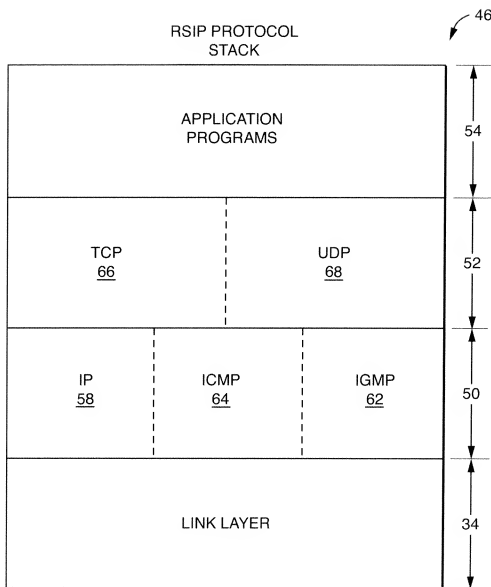 46
RSIP PROTOCOL
STACK
APPLICATION
PROGRAMS
54
TCP
66
UDP
68
52
IP
58
ICMP
64
IGMP
62
50
LINK LAYER
34